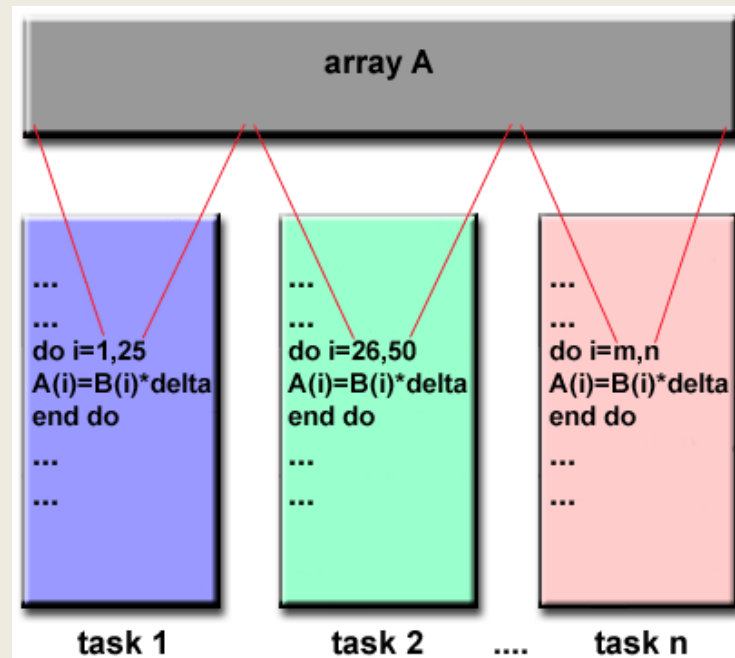 array A
...
...
do i=1,25
A(i)=B(i)*delta
end do
...
...
...
...
do i=26,50
A(i)=B(i)*delta
end do
...
...
...
...
do i=m,n
A(i)=B(i)*delta
end do
...
...
task 1
task 2
....
task n